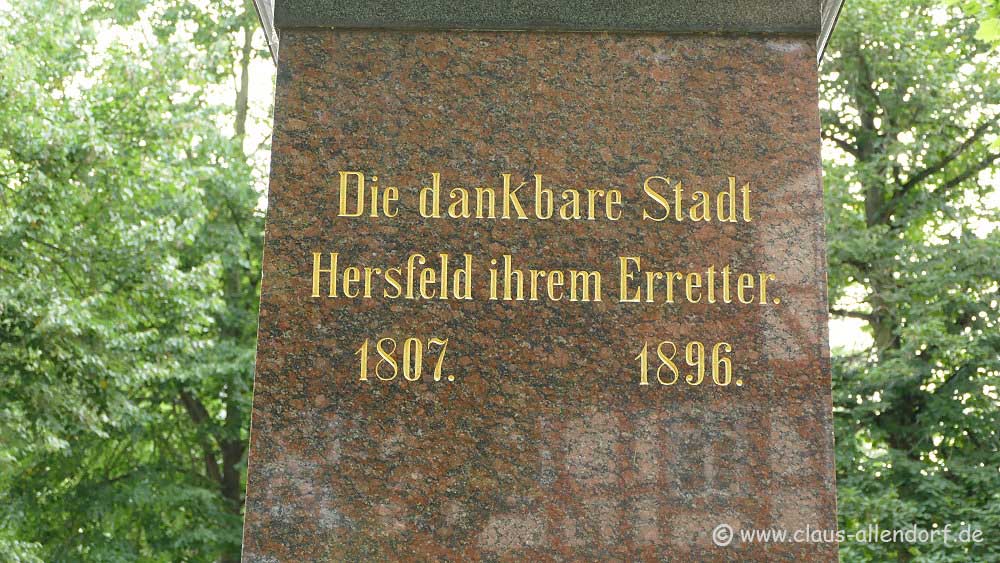 Die dankbare Stadt
Hersfeld ihrem Erretter.
1807. 1896.
© www.claus-allendorf.de